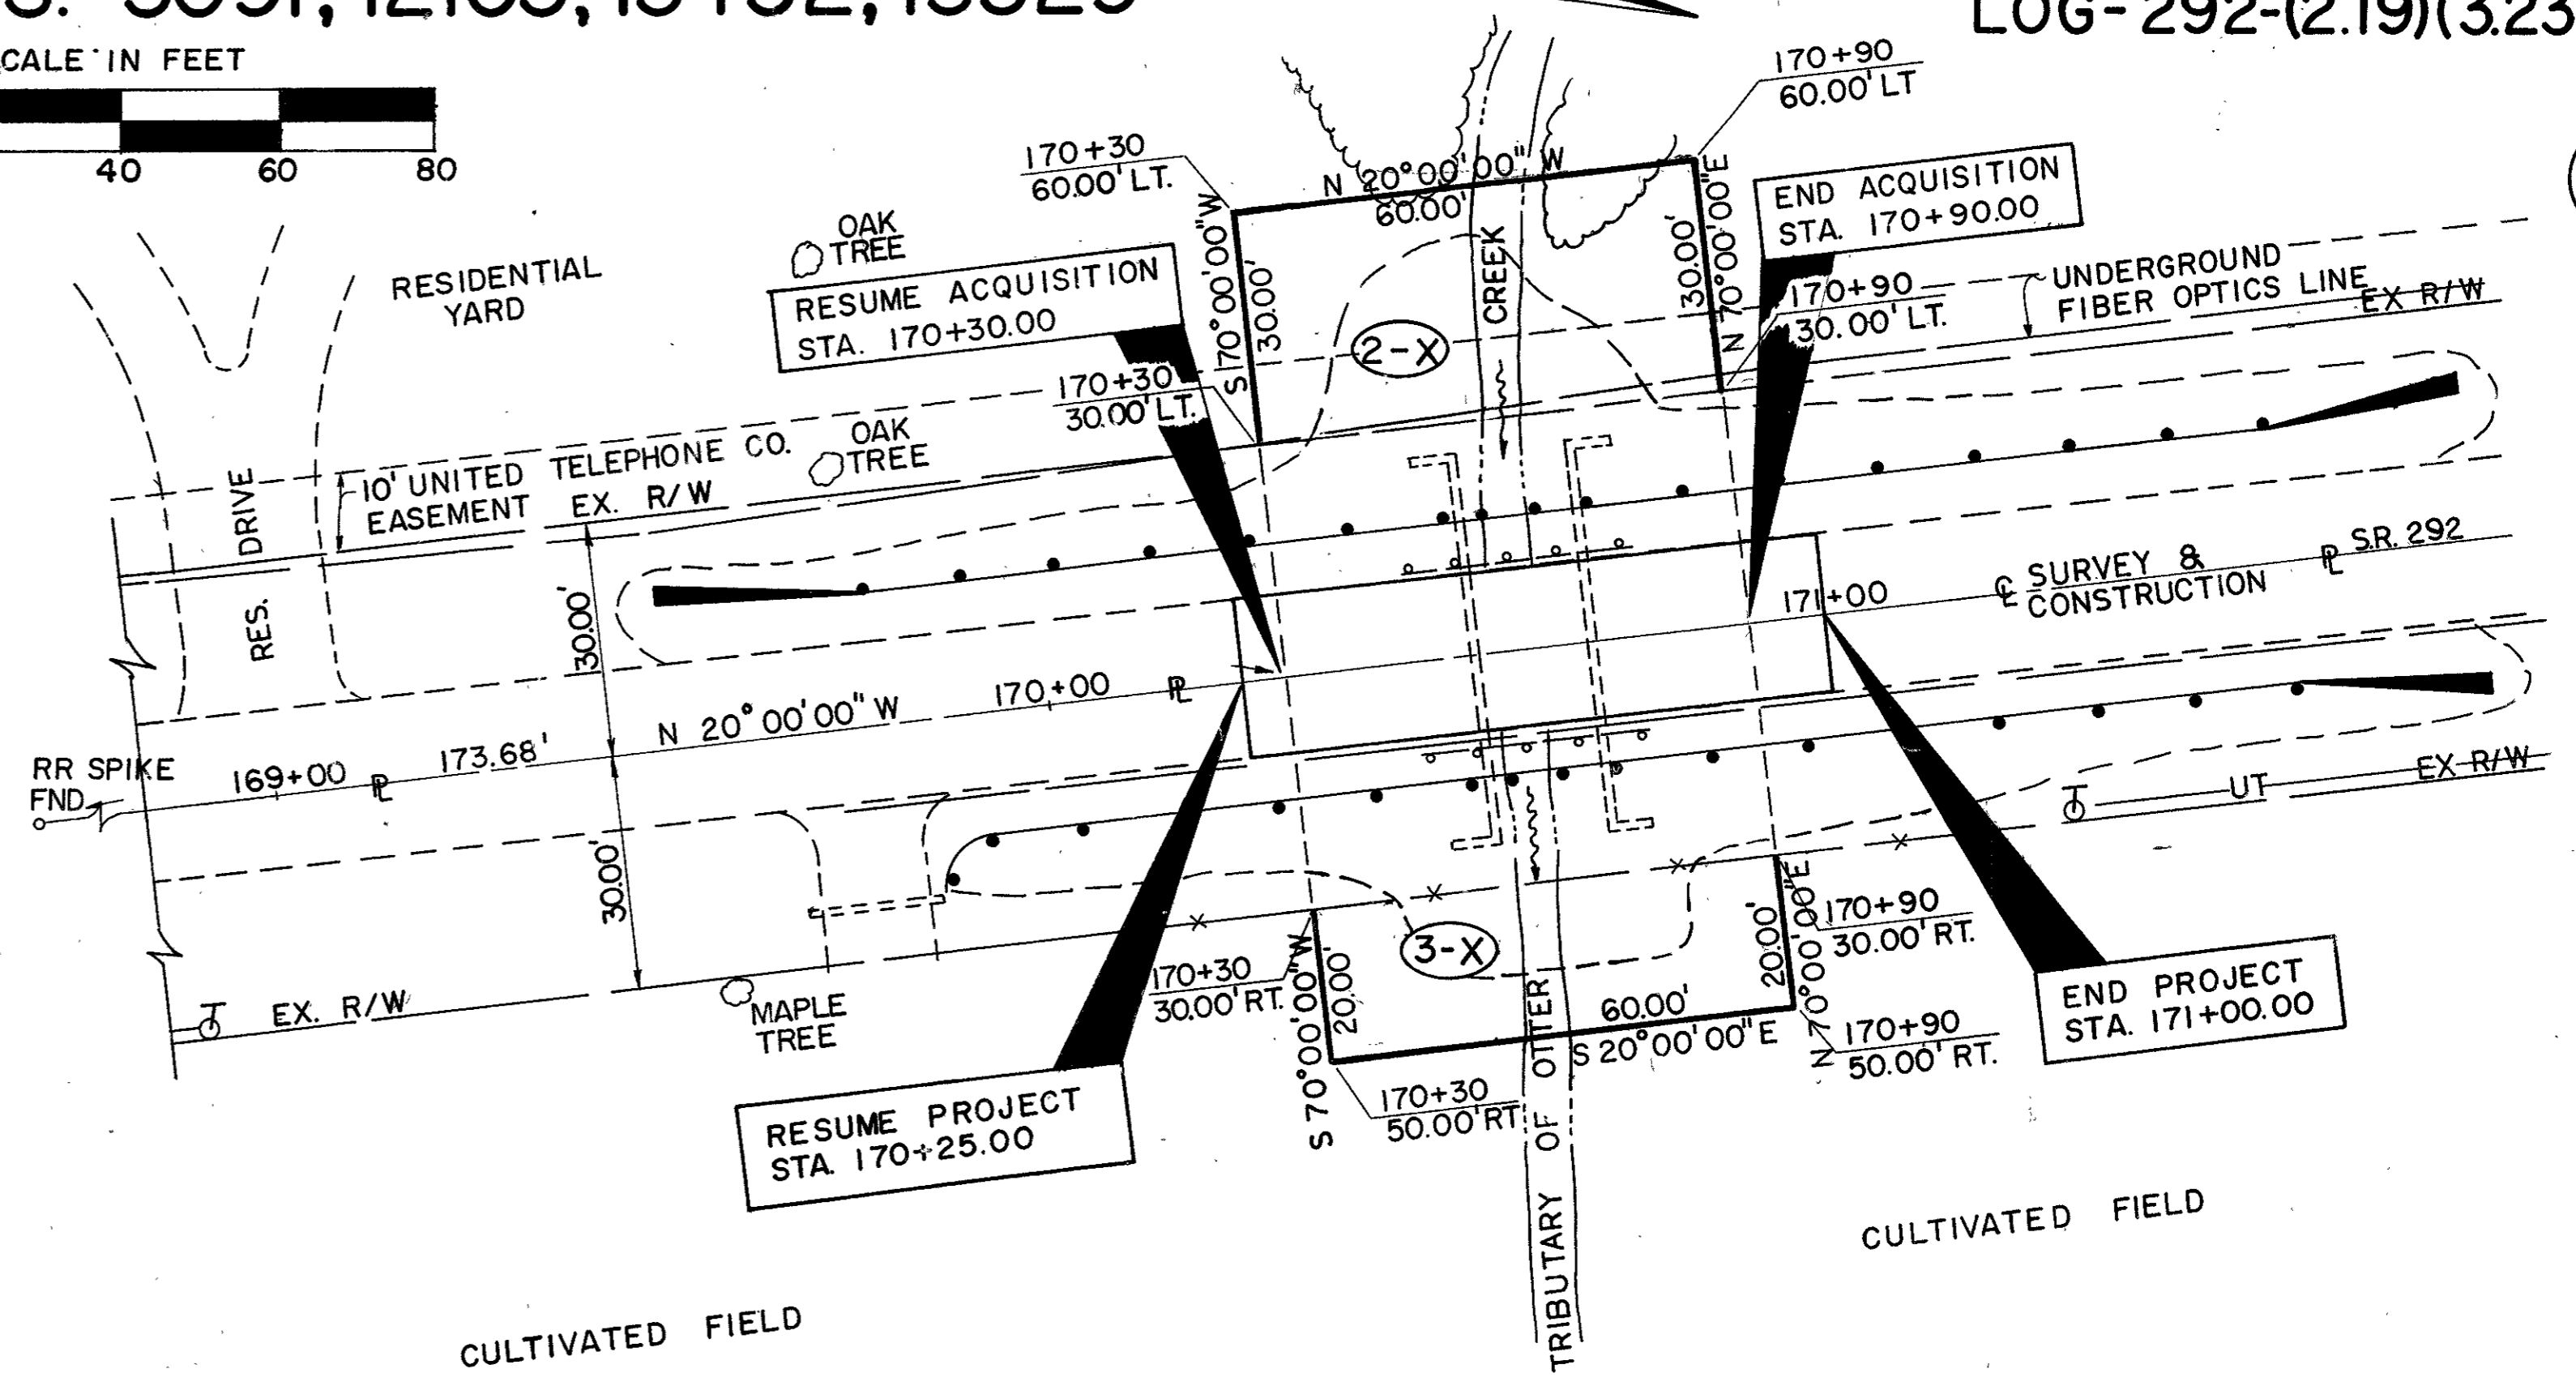 LOG-292-(2.19)(3.23
SCALE IN FEET
40 60 80
170+90
60.00' LT
170+30
60.00' LT.
N 20°00'00" W
60.00'
OAK
TREE
RESIDENTIAL
YARD
RESUME ACQUISITION
STA. 170+30.00
S 70°00'00" W
30.00'
CREEK
30.00'
N 70°00'00" E
END ACQUISITION
STA. 170+90.00
170+90
30.00' LT.
UNDERGROUND
FIBER OPTICS LINE
EX R/W
2-X
170+30
30.00' LT.
10' UNITED TELEPHONE CO.
EASEMENT
EX. R/W
OAK
TREE
RES. DRIVE
30.00'
171+00
℄ SURVEY &
CONSTRUCTION
PL S.R. 292
RR SPIKE
FND.
169+00 PL
173.68'
N 20°00'00" W
170+00 PL
30.00'
EX. R/W
MAPLE
TREE
170+30
30.00' RT.
S 70°00'00" W
20.00'
3-X
60.00'
S 20°00'00" E
20.00'
N 70°00'00" E
170+90
30.00' RT.
UT
EX R/W
170+90
50.00' RT.
170+30
50.00' RT
TRIBUTARY OF OTTER
RESUME PROJECT
STA. 170+25.00
END PROJECT
STA. 171+00.00
CULTIVATED FIELD
CULTIVATED FIELD